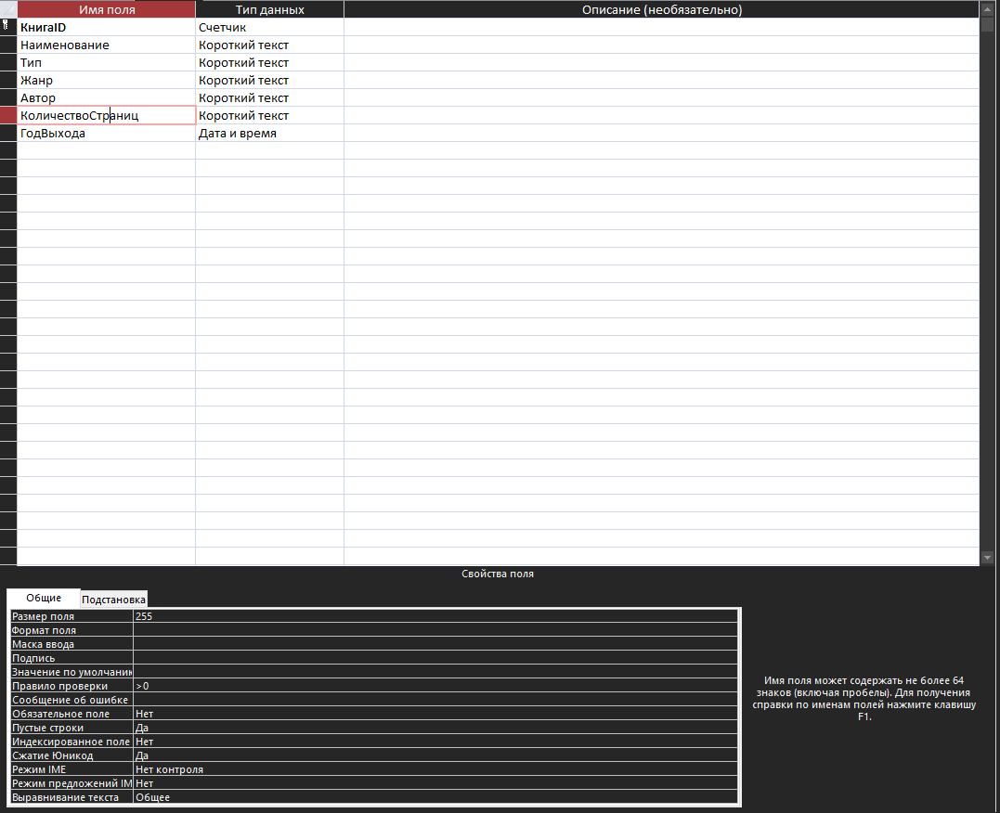 Имя поля Тип данных Описание (необязательно)
КнигаID Счетчик
Наименование Короткий текст
Тип Короткий текст
Жанр Короткий текст
Автор Короткий текст
КоличествоСтраниц Короткий текст
ГодВыхода Дата и время
Свойства поля
Общие Подстановка
Размер поля 255
Формат поля
Маска ввода
Подпись
Значение по умолчани
Правило проверки >0
Сообщение об ошибке
Обязательное поле Нет
Пустые строки Да
Индексированное поле Нет
Сжатие Юникод Да
Режим IME Нет контроля
Режим предложений IM Нет
Выравнивание текста Общее
Имя поля может содержать не более 64
знаков (включая пробелы). Для получения
справки по именам полей нажмите клавишу
F1.